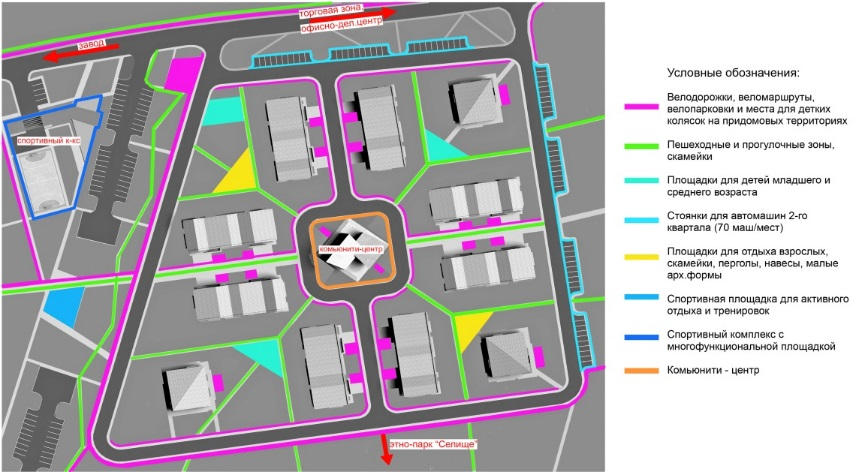 торговая зона
офисно-дел.центр
завод
спортивный к-кс
комьюнити-центр
этно-парк "Селище"
Условные обозначения:
Велодорожки, веломаршруты,
велопарковки и места для детких
колясок на придомовых территориях
Пешеходные и прогулочные зоны,
скамейки
Площадки для детей младшего и
среднего возраста
Стоянки для автомашин 2-го
квартала (70 маш/мест)
Площадки для отдыха взрослых,
скамейки, перголы, навесы, малые
арх.формы
Спортивная площадка для активного
отдыха и тренировок
Спортивный комплекс с
многофункциональной площадкой
Комьюнити - центр